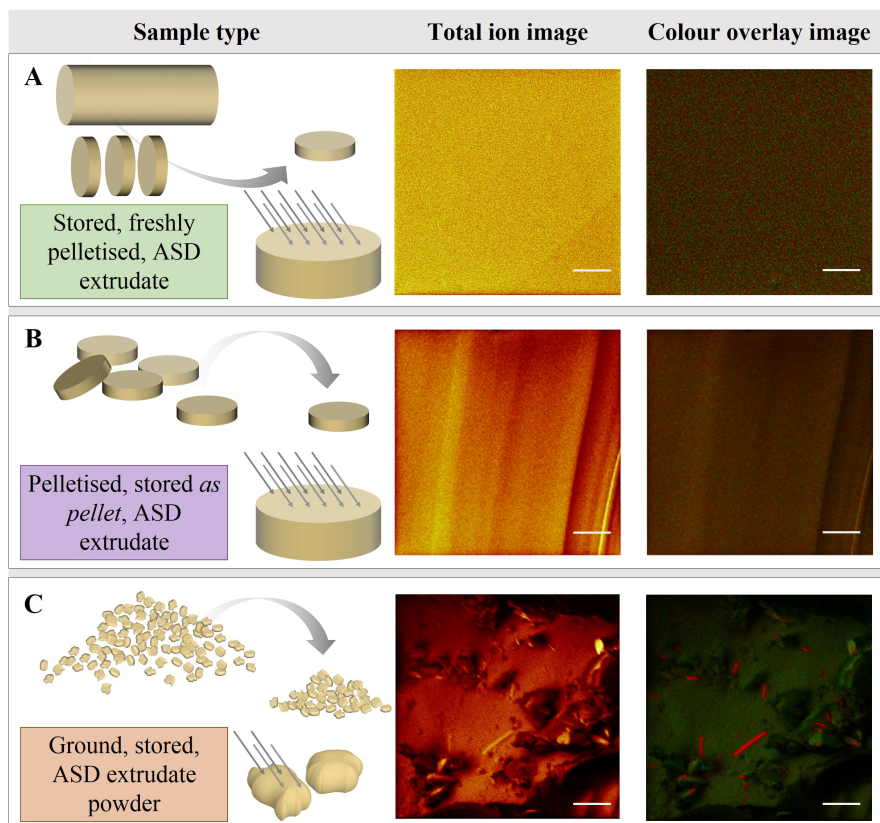 Sample type
Total ion image
Colour overlay image
A
Stored, freshly
pelletised, ASD
extrudate
B
Pelletised, stored as
pellet, ASD
extrudate
C
Ground, stored,
ASD extrudate
powder